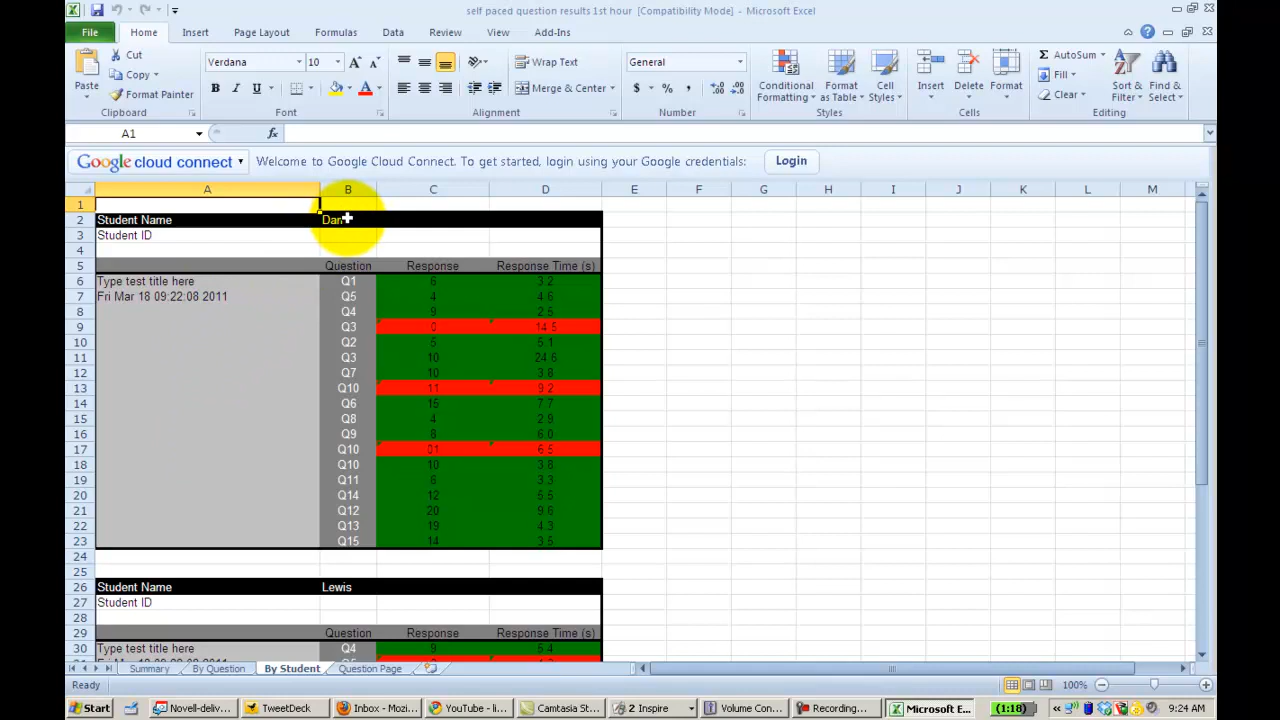 self paced question results 1st hour [Compatibility Mode] - Microsoft Excel
File Home Insert Page Layout Formulas Data Review View Add-Ins
Cut Verdana 10 Wrap Text General AutoSum
Copy Fill
Paste Format Painter B I U A Merge & Center $ % , Conditional Formatting Format as Table Cell Styles Insert Delete Format Clear Sort & Filter Find & Select
Clipboard Font Alignment Number Styles Cells Editing
A1 fx
Google cloud connect Welcome to Google Cloud Connect. To get started, login using your Google credentials: Login
A B C D E F G H I J K L M
1
2 Student Name
3 Student ID
4
5 Question Response Response Time (s)
6 Type test title here Q1 6 3.2
7 Fri Mar 18 09:22:08 2011 Q5 4 4.6
8 Q4 9 2.5
9 Q3 0 14.5
10 Q2 5 5.1
11 Q3 10 24.6
12 Q7 10 3.8
13 Q10 11 9.2
14 Q6 15 7.7
15 Q8 4 2.9
16 Q9 8 6.0
17 Q10 01 6.5
18 Q10 10 3.8
19 Q11 6 3.3
20 Q14 12 5.5
21 Q12 20 9.6
22 Q13 19 4.3
23 Q15 14 3.5
24
25
26 Student Name Lewis
27 Student ID
28
29 Question Response Response Time (s)
30 Type test title here Q4 9 5.4
Summary By Question By Student Question Page
Ready 100%
Start Novell-deliv... TweetDeck Inbox - Mozi... YouTube - li... Camtasia St... 2 Inspire Volume Con... Recording... Microsoft E... (1:18) 9:24 AM